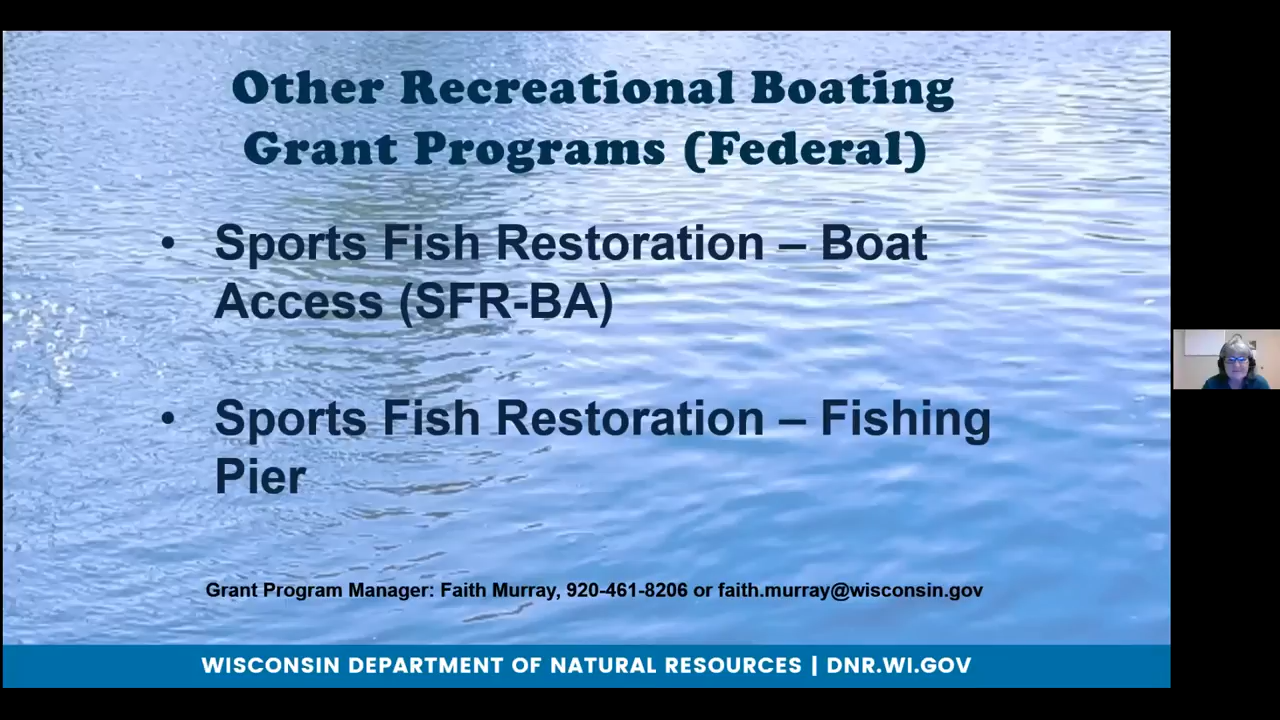 Other Recreational Boating
Grant Programs (Federal)
• Sports Fish Restoration – Boat
Access (SFR-BA)
• Sports Fish Restoration – Fishing
Pier
Grant Program Manager: Faith Murray, 920-461-8206 or faith.murray@wisconsin.gov
WISCONSIN DEPARTMENT OF NATURAL RESOURCES | DNR.WI.GOV